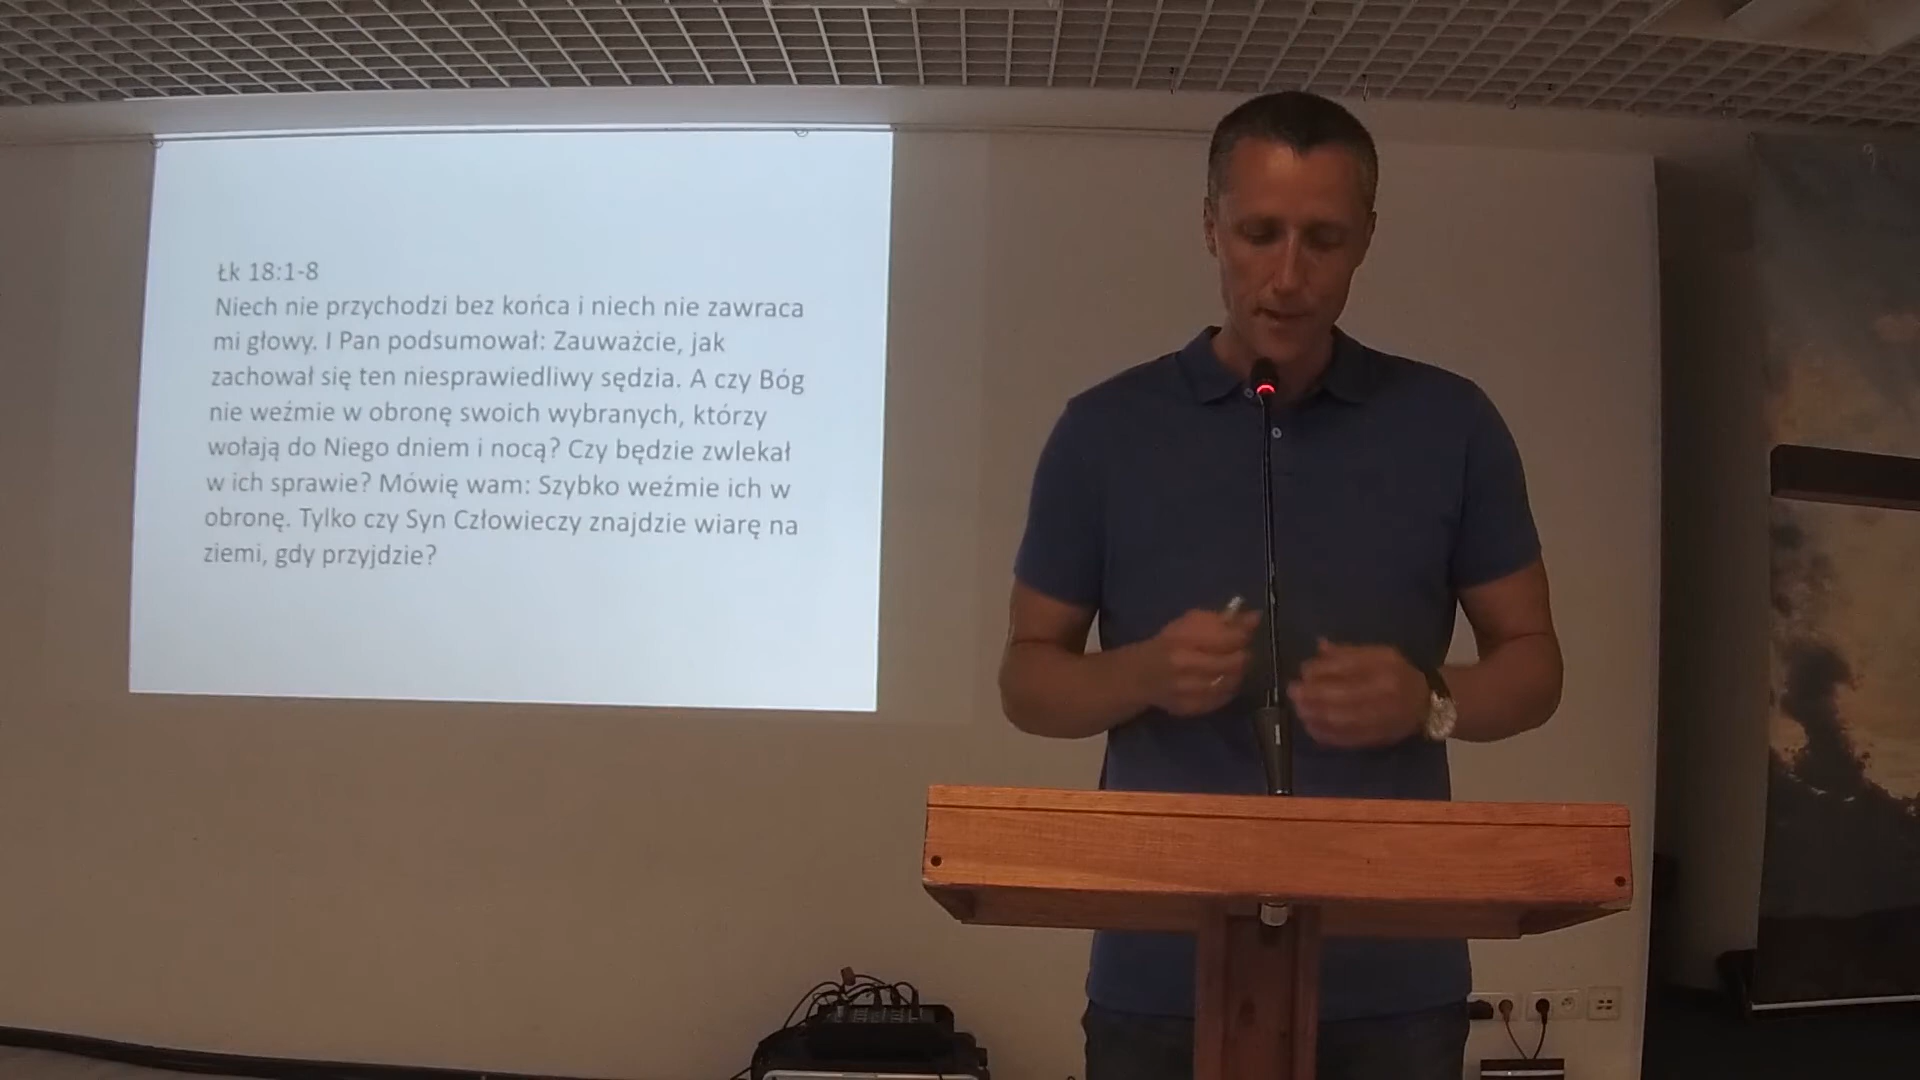 Łk 18:1-8
Niech nie przychodzi bez końca i niech nie zawraca
mi głowy. I Pan podsumował: Zauważcie, jak
zachował się ten niesprawiedliwy sędzia. A czy Bóg
nie weźmie w obronę swoich wybranych, którzy
wołają do Niego dniem i nocą? Czy będzie zwlekał
w ich sprawie? Mówię wam: Szybko weźmie ich w
obronę. Tylko czy Syn Człowieczy znajdzie wiarę na
ziemi, gdy przyjdzie?